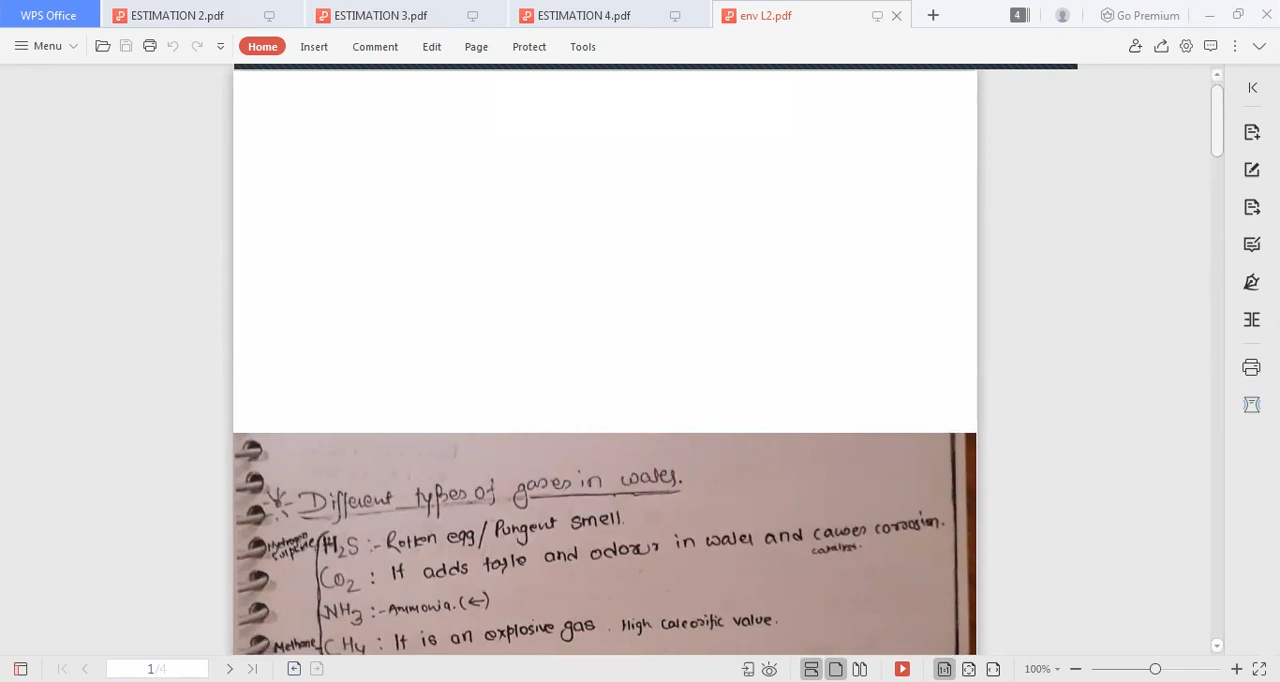 WPS Office ESTIMATION 2.pdf ESTIMATION 3.pdf ESTIMATION 4.pdf env L2.pdf 4 Go Premium
Menu Home Insert Comment Edit Page Protect Tools
Different types of gases in water.
Hydrogen H2S :- Rotten egg / Pungent smell.
CO2 : It adds taste and odour in water and causes corrosion.
NH3 :- Ammonia. (←)
Methane CH4 : It is an explosive gas. High calorific value.
1/4 100%